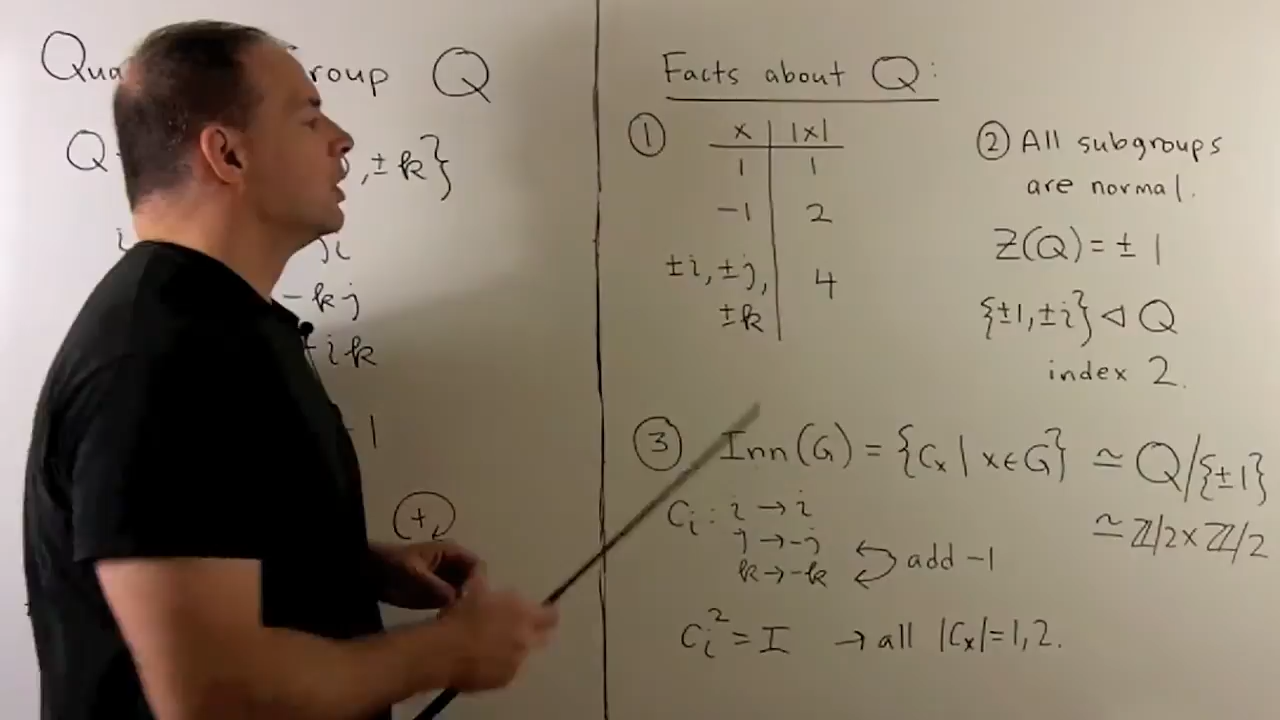 Qua roup Q
Q , ± k}
i ji
- kj
ik
- 1
+
Facts about Q :
① x |x|
1 1
-1 2
±i, ±j, ±k 4
② All subgroups
are normal.
Z(Q) = ± 1
{±1, ±i} ⊲ Q
index 2.
③ Inn(G) = {Cx | x∈G} ≃ Q/{±1}
≃ ℤ/2 x ℤ/2
Ci : i → i
j → -j
k → -k add -1
Ci² = I → all |Cx| = 1, 2.